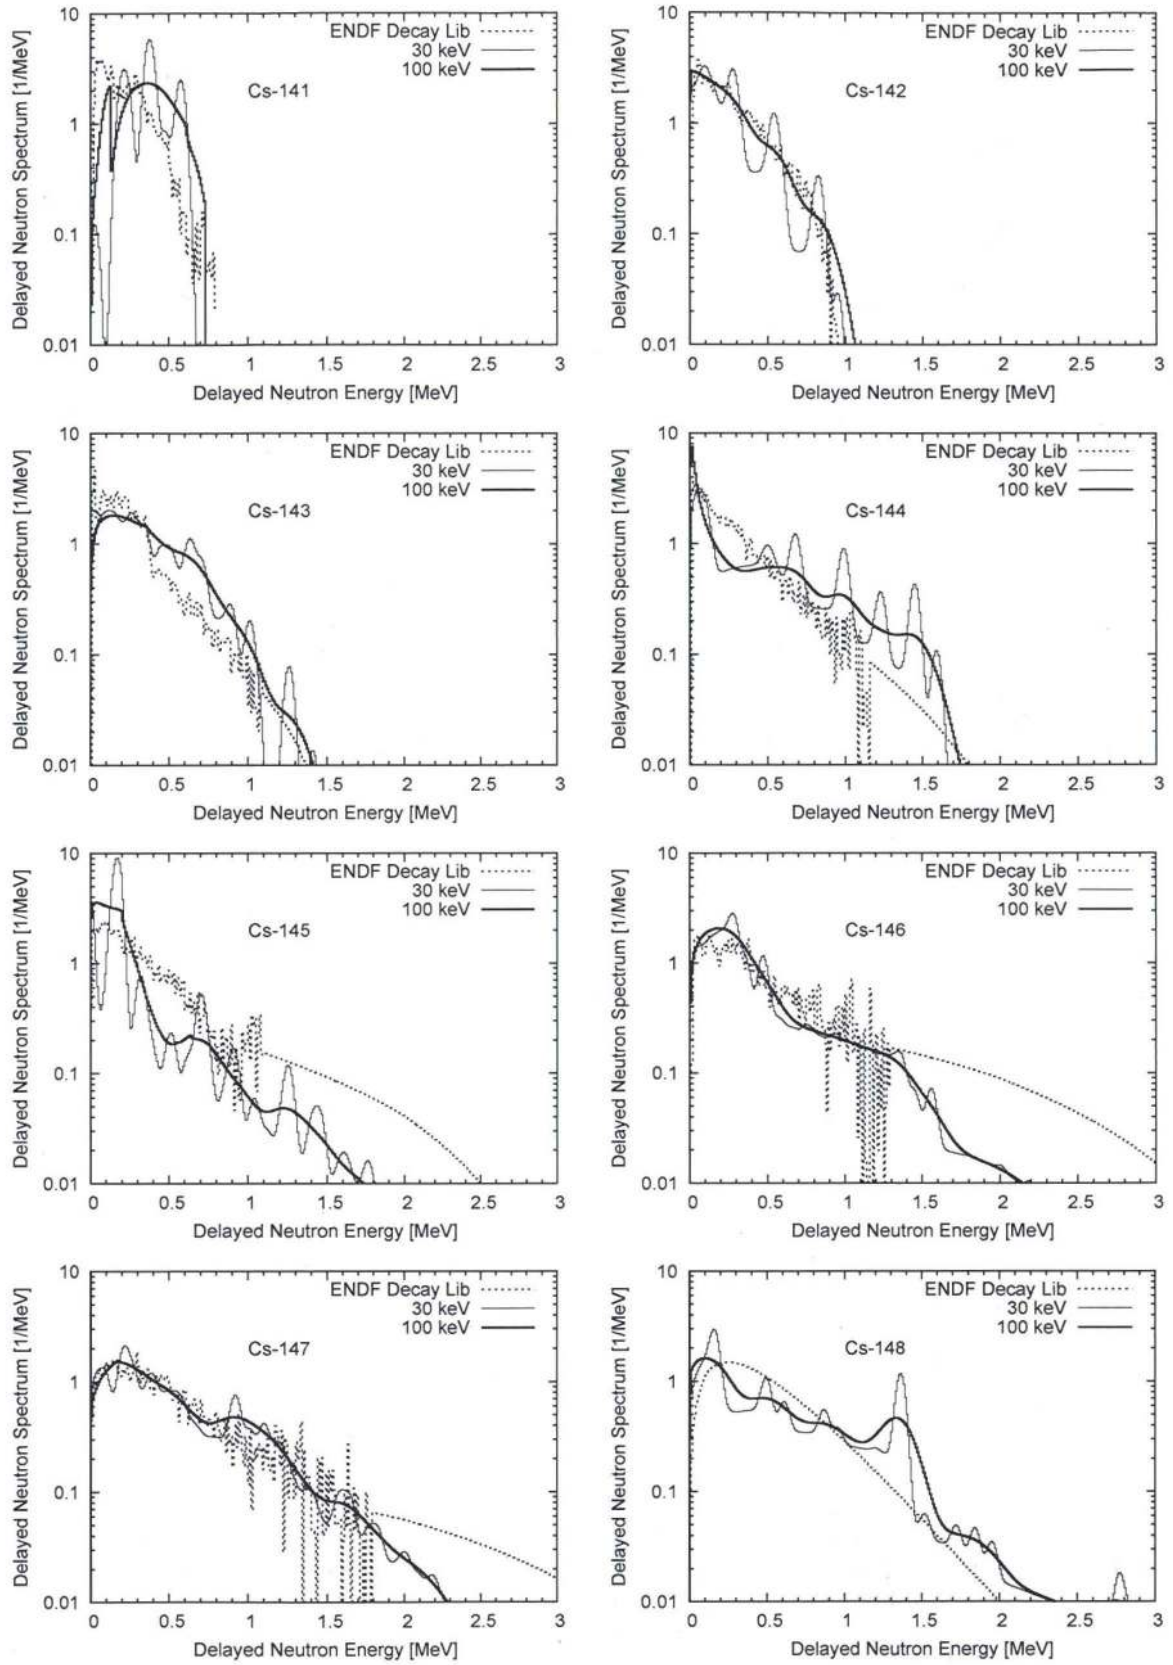 10
1
0.1
0.01
Delayed Neutron Spectrum [1/MeV]
ENDF Decay Lib
30 keV
100 keV
Cs-141
0 0.5 1 1.5 2 2.5 3
Delayed Neutron Energy [MeV]
10
1
0.1
0.01
Delayed Neutron Spectrum [1/MeV]
ENDF Decay Lib
30 keV
100 keV
Cs-142
0 0.5 1 1.5 2 2.5 3
Delayed Neutron Energy [MeV]
10
1
0.1
0.01
Delayed Neutron Spectrum [1/MeV]
ENDF Decay Lib
30 keV
100 keV
Cs-143
0 0.5 1 1.5 2 2.5 3
Delayed Neutron Energy [MeV]
10
1
0.1
0.01
Delayed Neutron Spectrum [1/MeV]
ENDF Decay Lib
30 keV
100 keV
Cs-144
0 0.5 1 1.5 2 2.5 3
Delayed Neutron Energy [MeV]
10
1
0.1
0.01
Delayed Neutron Spectrum [1/MeV]
ENDF Decay Lib
30 keV
100 keV
Cs-145
0 0.5 1 1.5 2 2.5 3
Delayed Neutron Energy [MeV]
10
1
0.1
0.01
Delayed Neutron Spectrum [1/MeV]
ENDF Decay Lib
30 keV
100 keV
Cs-146
0 0.5 1 1.5 2 2.5 3
Delayed Neutron Energy [MeV]
10
1
0.1
0.01
Delayed Neutron Spectrum [1/MeV]
ENDF Decay Lib
30 keV
100 keV
Cs-147
0 0.5 1 1.5 2 2.5 3
Delayed Neutron Energy [MeV]
10
1
0.1
0.01
Delayed Neutron Spectrum [1/MeV]
ENDF Decay Lib
30 keV
100 keV
Cs-148
0 0.5 1 1.5 2 2.5 3
Delayed Neutron Energy [MeV]